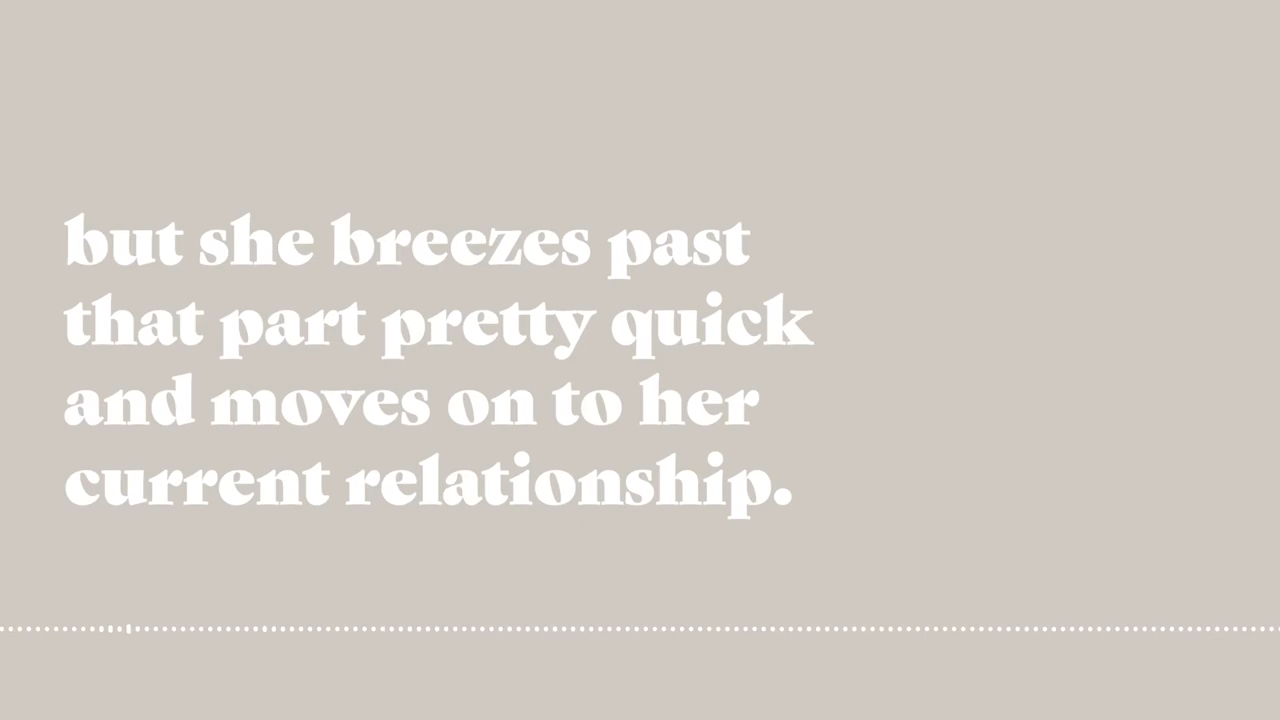 but she breezes past
that part pretty quick
and moves on to her
current relationship.